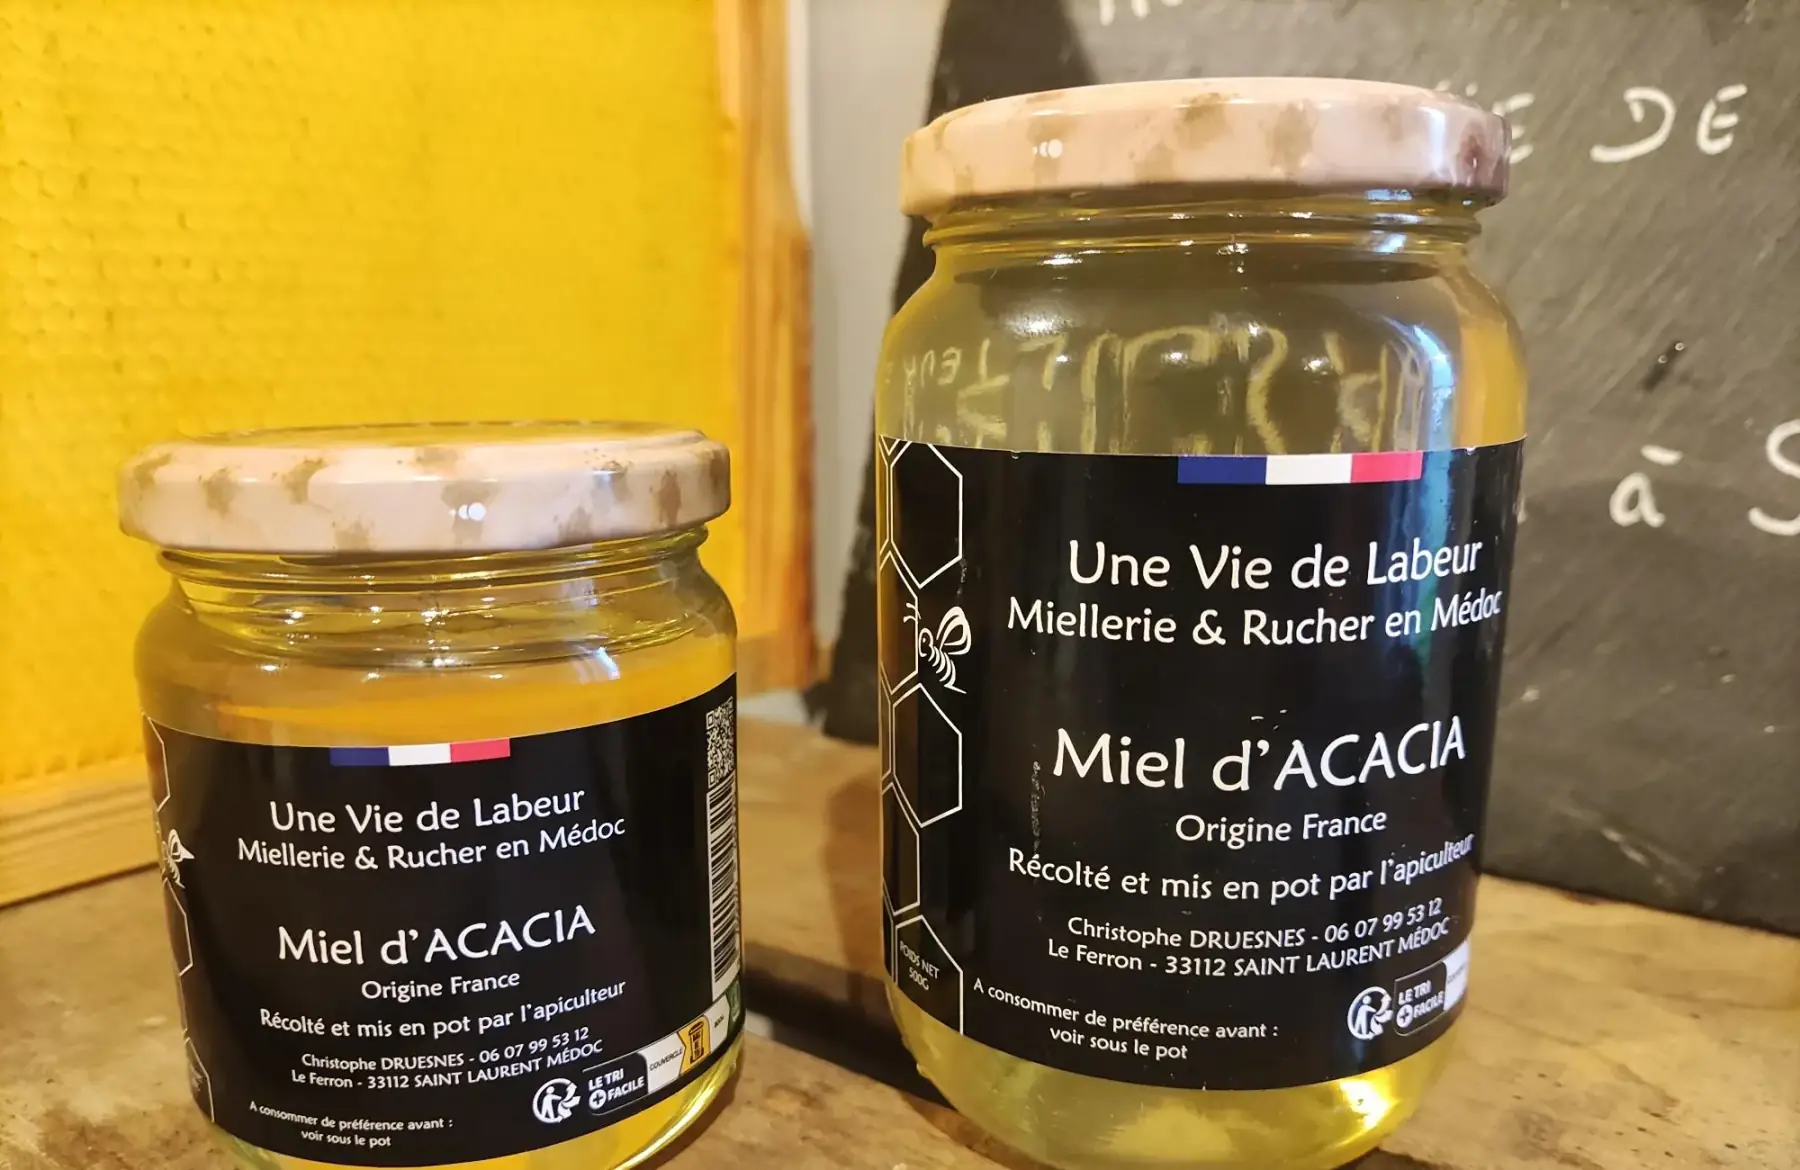 Une Vie de Labeur
Miellerie & Rucher en Médoc
Miel d'ACACIA
Origine France
Récolté et mis en pot par l'apiculteur
Christophe DRUESNES - 06 07 99 53 12
Le Ferron - 33112 SAINT LAURENT MÉDOC
A consommer de préférence avant :
voir sous le pot
LE TRI
+ FACILE
COUVERCLE
Une Vie de Labeur
Miellerie & Rucher en Médoc
Miel d'ACACIA
Origine France
Récolté et mis en pot par l'apiculteur
Christophe DRUESNES - 06 07 99 53 12
Le Ferron - 33112 SAINT LAURENT MÉDOC
POIDS NET
500G
A consommer de préférence avant :
voir sous le pot
LE TRI
+ FACILE
DE
à